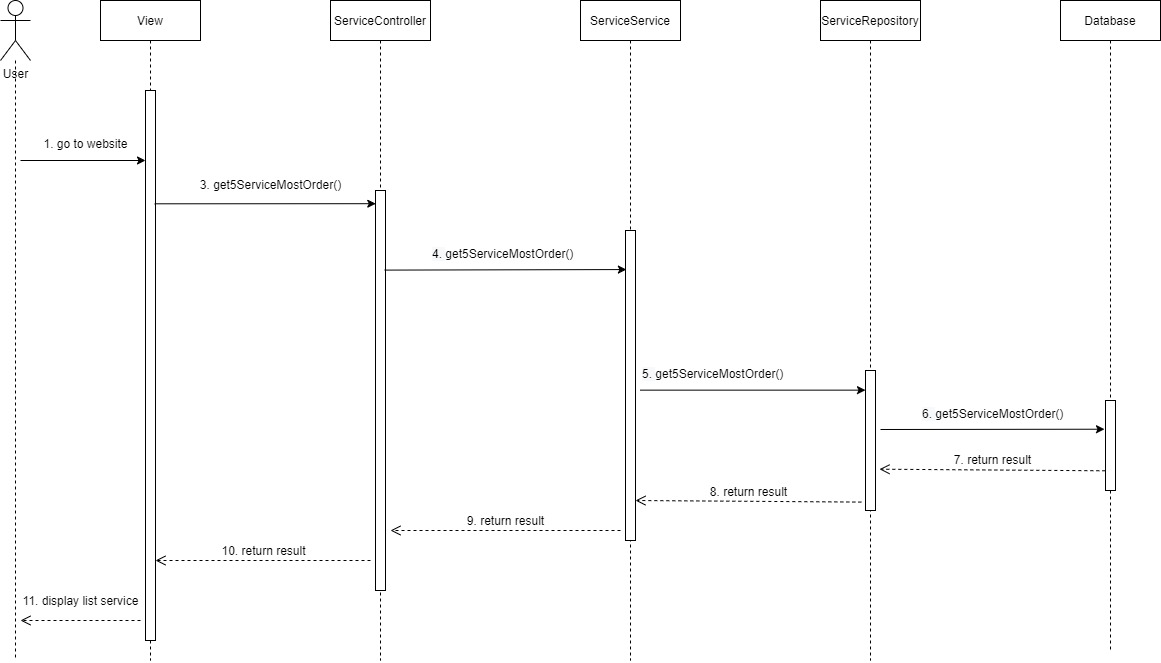 View
ServiceController
ServiceService
ServiceRepository
Database
User
1. go to website
3. get5ServiceMostOrder()
4. get5ServiceMostOrder()
5. get5ServiceMostOrder()
6. get5ServiceMostOrder()
7. return result
8. return result
9. return result
10. return result
11. display list service